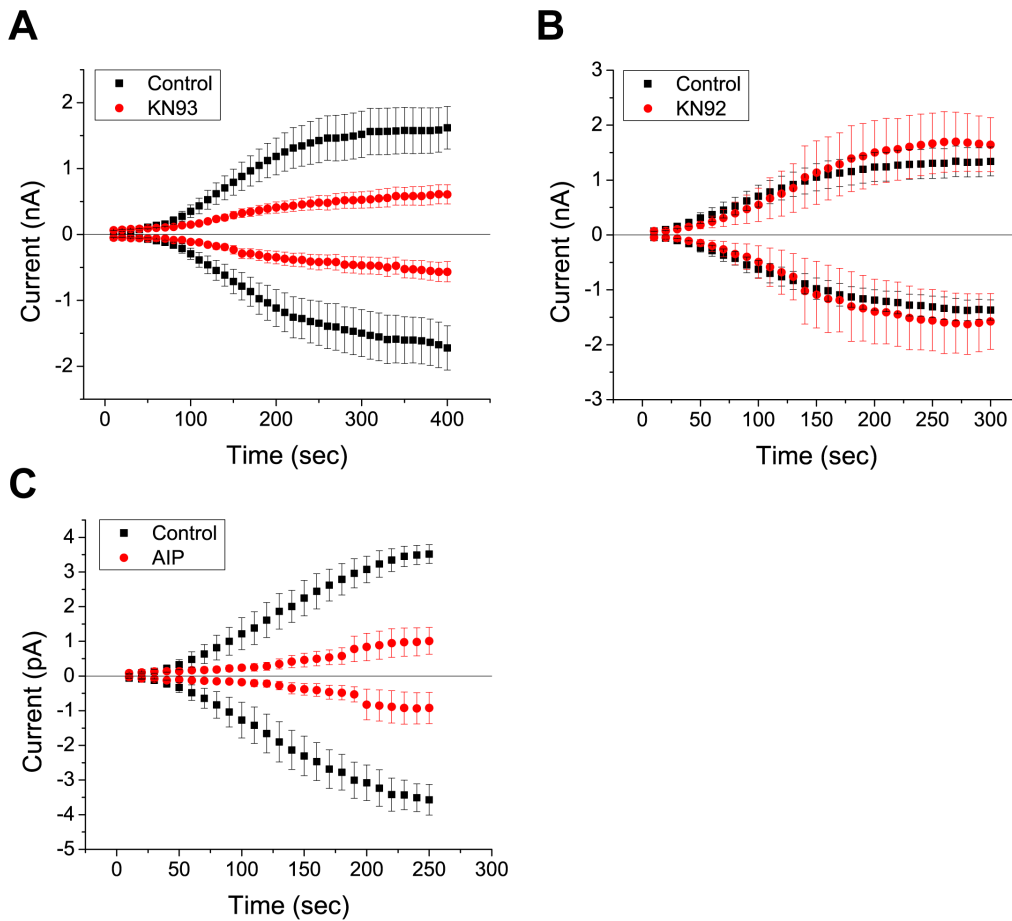 A
Control
KN93
Current (nA)
2
1
0
-1
-2
0
100
200
300
400
Time (sec)
B
Control
KN92
Current (nA)
3
2
1
0
-1
-2
-3
0
50
100
150
200
250
300
Time (sec)
C
Control
AIP
Current (pA)
4
3
2
1
0
-1
-2
-3
-4
-5
0
50
100
150
200
250
300
Time (sec)